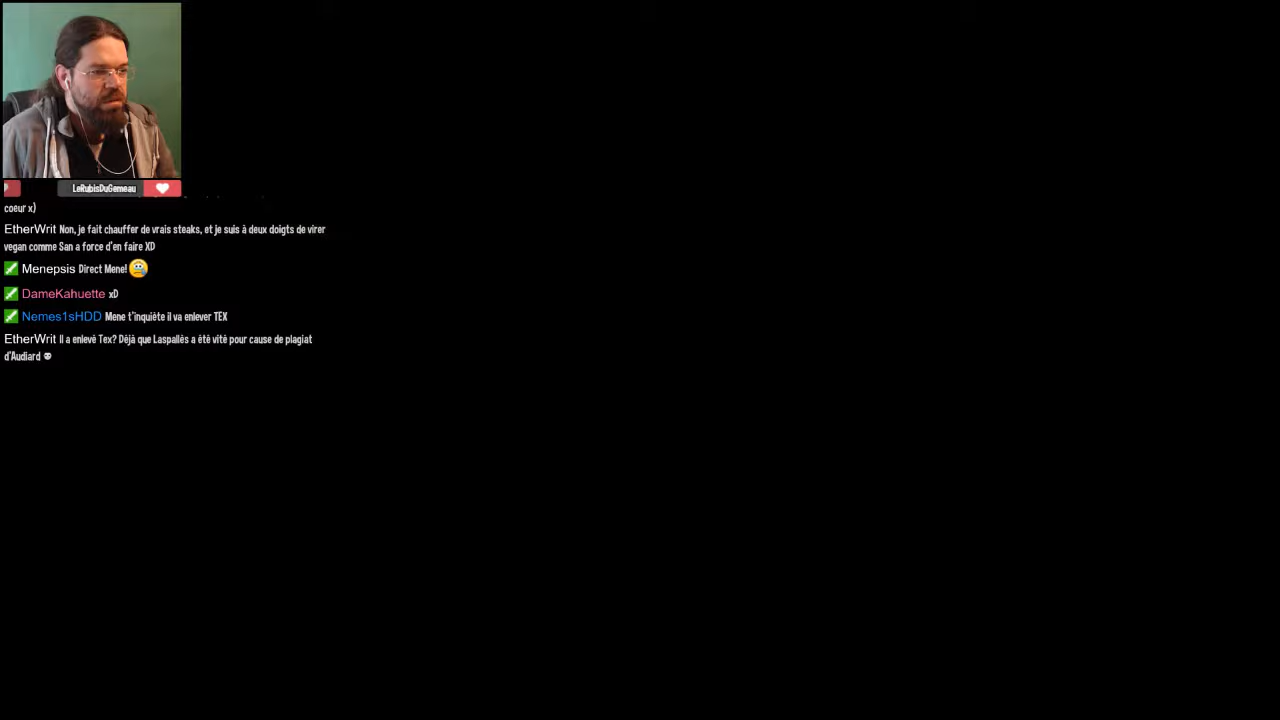 LeRubisDuGemeau
coeur x)
EtherWrit Non, je fait chauffer de vrais steaks, et je suis à deux doigts de virer
vegan comme San a force d'en faire XD
Menepsis Direct Mene!
DameKahuette xD
Nemes1sHDD Mene t'inquiète il va enlever TEX
EtherWrit Il a enlevé Tex? Déjà que Laspallès a été vité pour cause de plagiat
d'Audiard